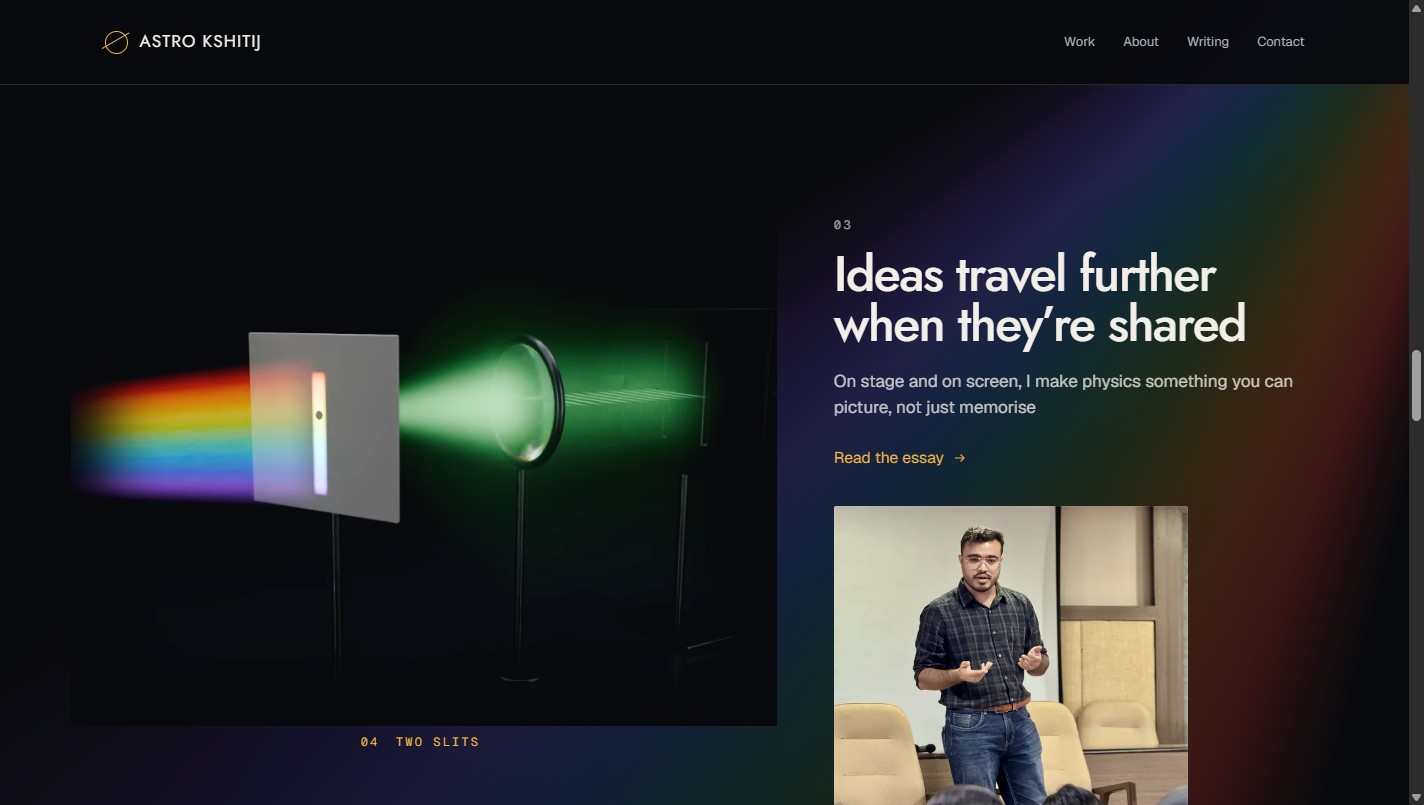 ASTRO KSHITIJ
Work About Writing Contact
03
Ideas travel further
when they’re shared
On stage and on screen, I make physics something you can
picture, not just memorise
Read the essay →
04 TWO SLITS